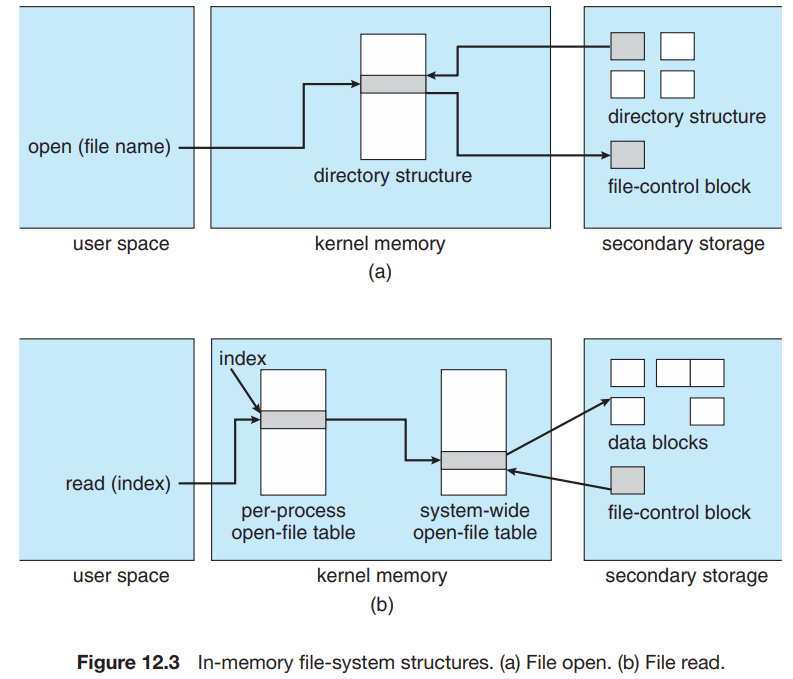 open (file name)
directory structure
directory structure
file-control block
user space
kernel memory
secondary storage
(a)
index
read (index)
per-process
open-file table
system-wide
open-file table
data blocks
file-control block
user space
kernel memory
secondary storage
(b)
Figure 12.3 In-memory file-system structures. (a) File open. (b) File read.